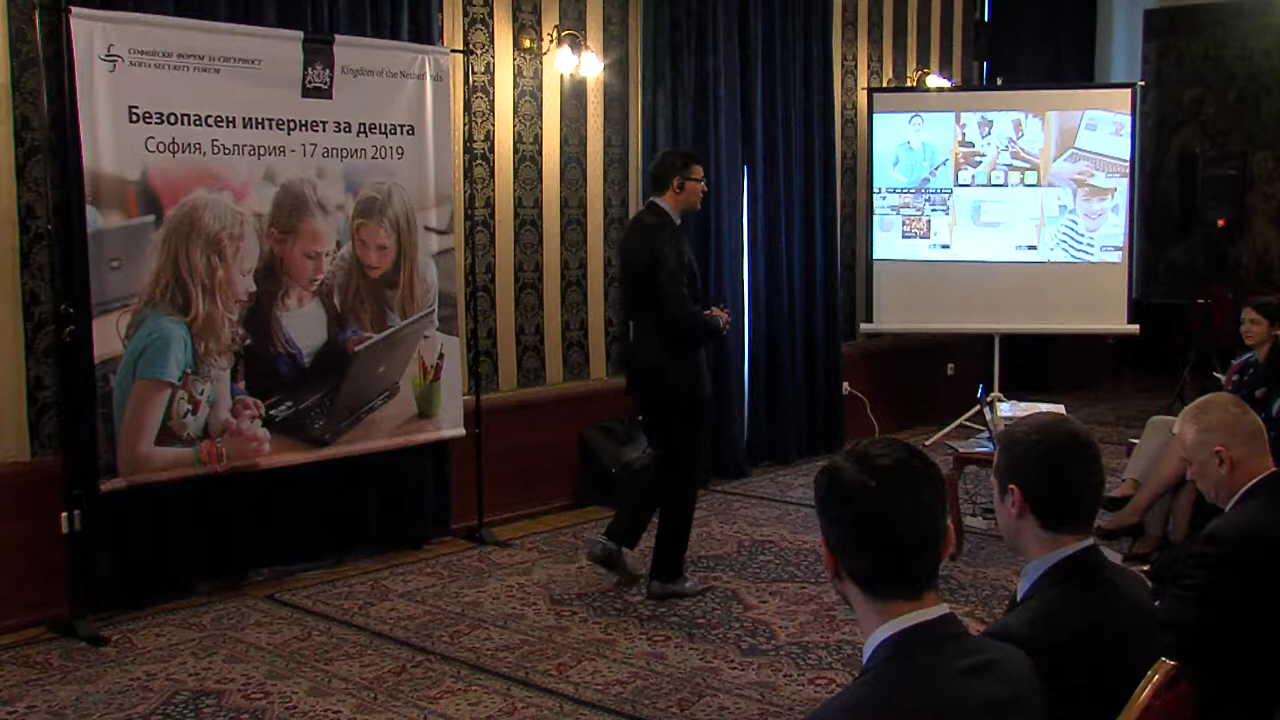 СОФИЙСКИ ФОРУМ ЗА СИГУРНОСТ
SOFIA SECURITY FORUM
Kingdom of the Netherlands
Безопасен интернет за децата
София, България - 17 април 2019